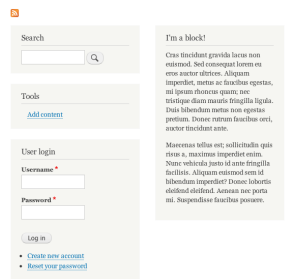 Search
Tools
Add content
User login
Username *
Password *
Log in
Create new account
Reset your password
I'm a block!
Cras tincidunt gravida lacus non
euismod. Sed consequat lorem eu
eros auctor ultrices. Aliquam
imperdiet, metus ac faucibus egestas,
mi ipsum rhoncus quam; nec
tristique diam mauris fringilla ligula.
Duis bibendum metus non egestas
pretium. Donec rutrum faucibus orci,
auctor tincidunt ante.
Maecenas tellus est; sollicitudin quis
risus a, maximus imperdiet enim.
Nunc vehicula justo id ante fringilla
facilisis. Aliquam euismod sem id
bibendum imperdiet? Donec lobortis
eleifend eleifend. Aenean nec porta
mi. Suspendisse faucibus posuere.